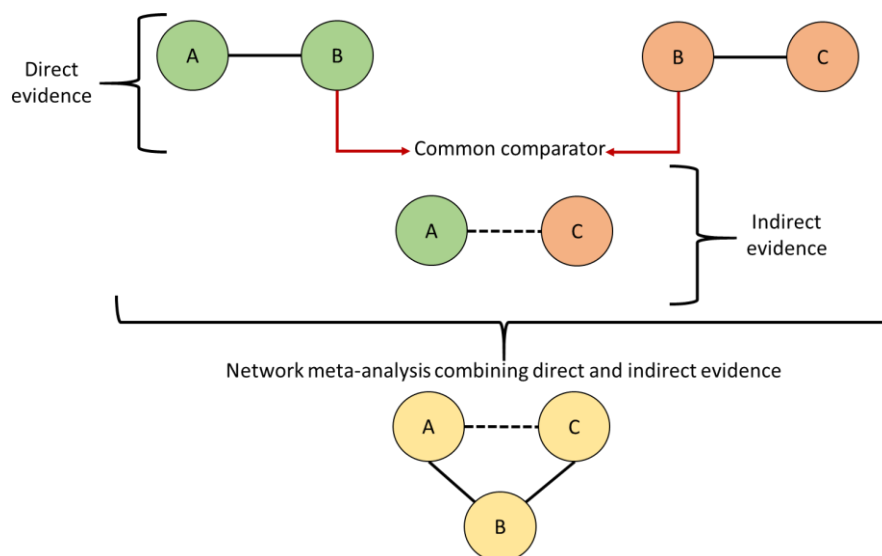 A
B
B
C
Direct
evidence
Common comparator
A
C
Indirect
evidence
Network meta-analysis combining direct and indirect evidence
A
C
B